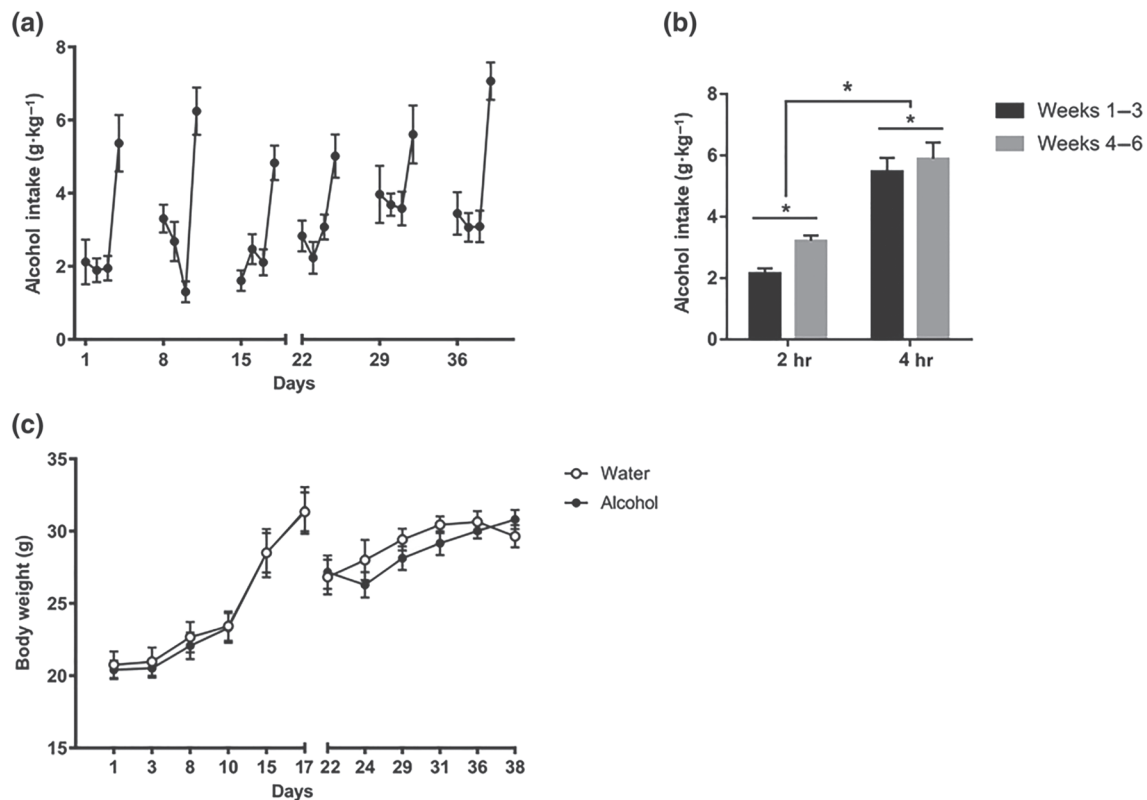 (a)
8
6
4
2
0
Alcohol intake (g·kg⁻¹)
1 8 15 22 29 36
Days
(b)
8
6
4
2
0
Alcohol intake (g·kg⁻¹)
*
*
*
2 hr 4 hr
Weeks 1–3
Weeks 4–6
(c)
35
30
25
20
15
Body weight (g)
1 3 8 10 15 17 22 24 29 31 36 38
Days
Water
Alcohol